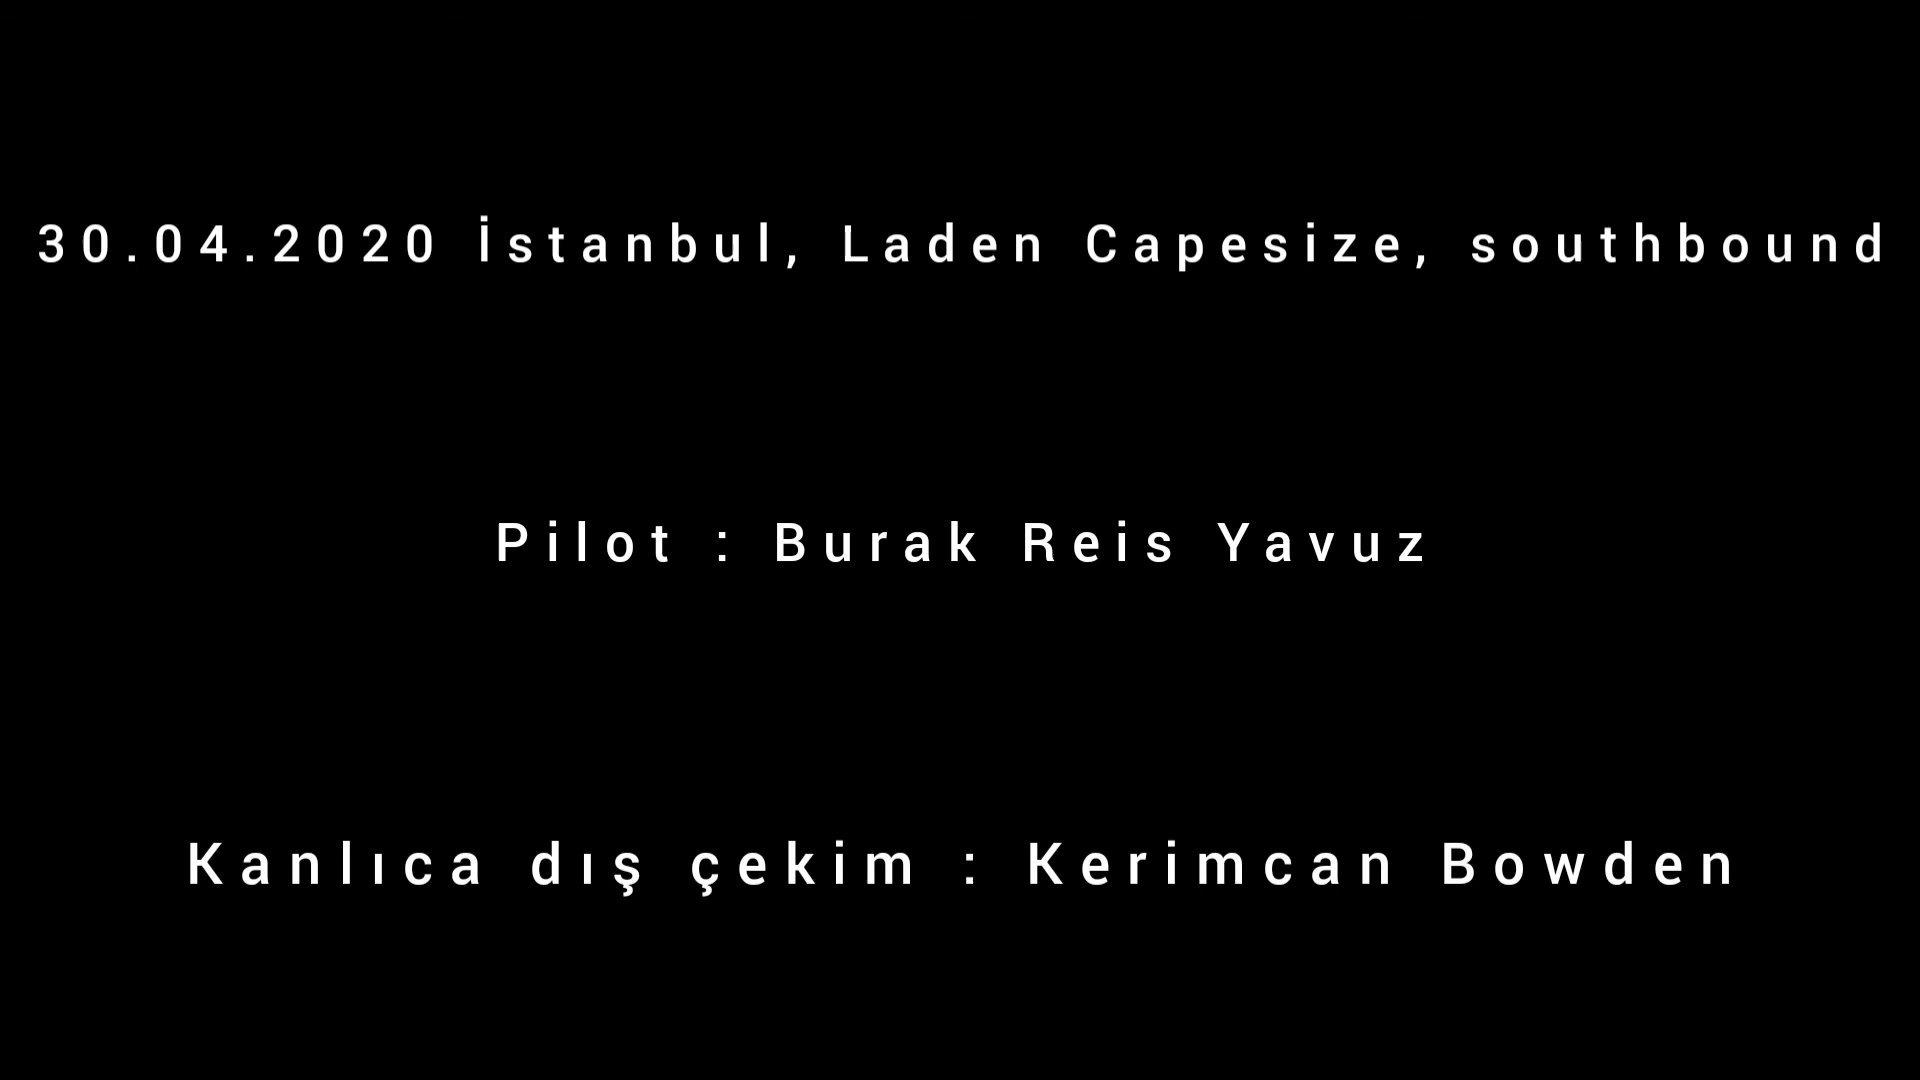 30.04.2020 İstanbul, Laden Capesize, southbound
Pilot : Burak Reis Yavuz
Kanlıca dış çekim : Kerimcan Bowden